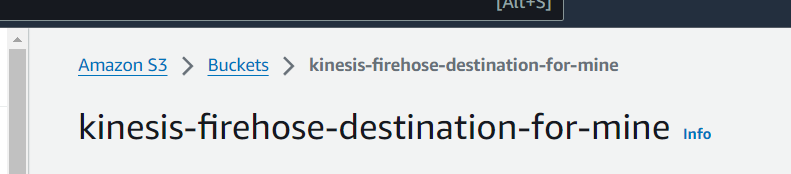 [Alt+S]
Amazon S3 > Buckets > kinesis-firehose-destination-for-mine
kinesis-firehose-destination-for-mine Info